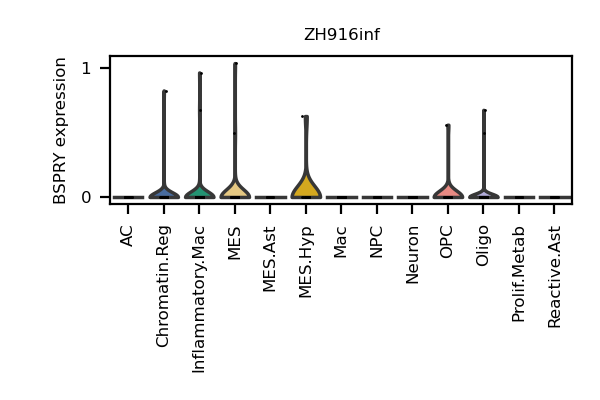 ZH916inf
BSPRY expression
1
0
AC
Chromatin.Reg
Inflammatory.Mac
MES
MES.Ast
MES.Hyp
Mac
NPC
Neuron
OPC
Oligo
Prolif.Metab
Reactive.Ast